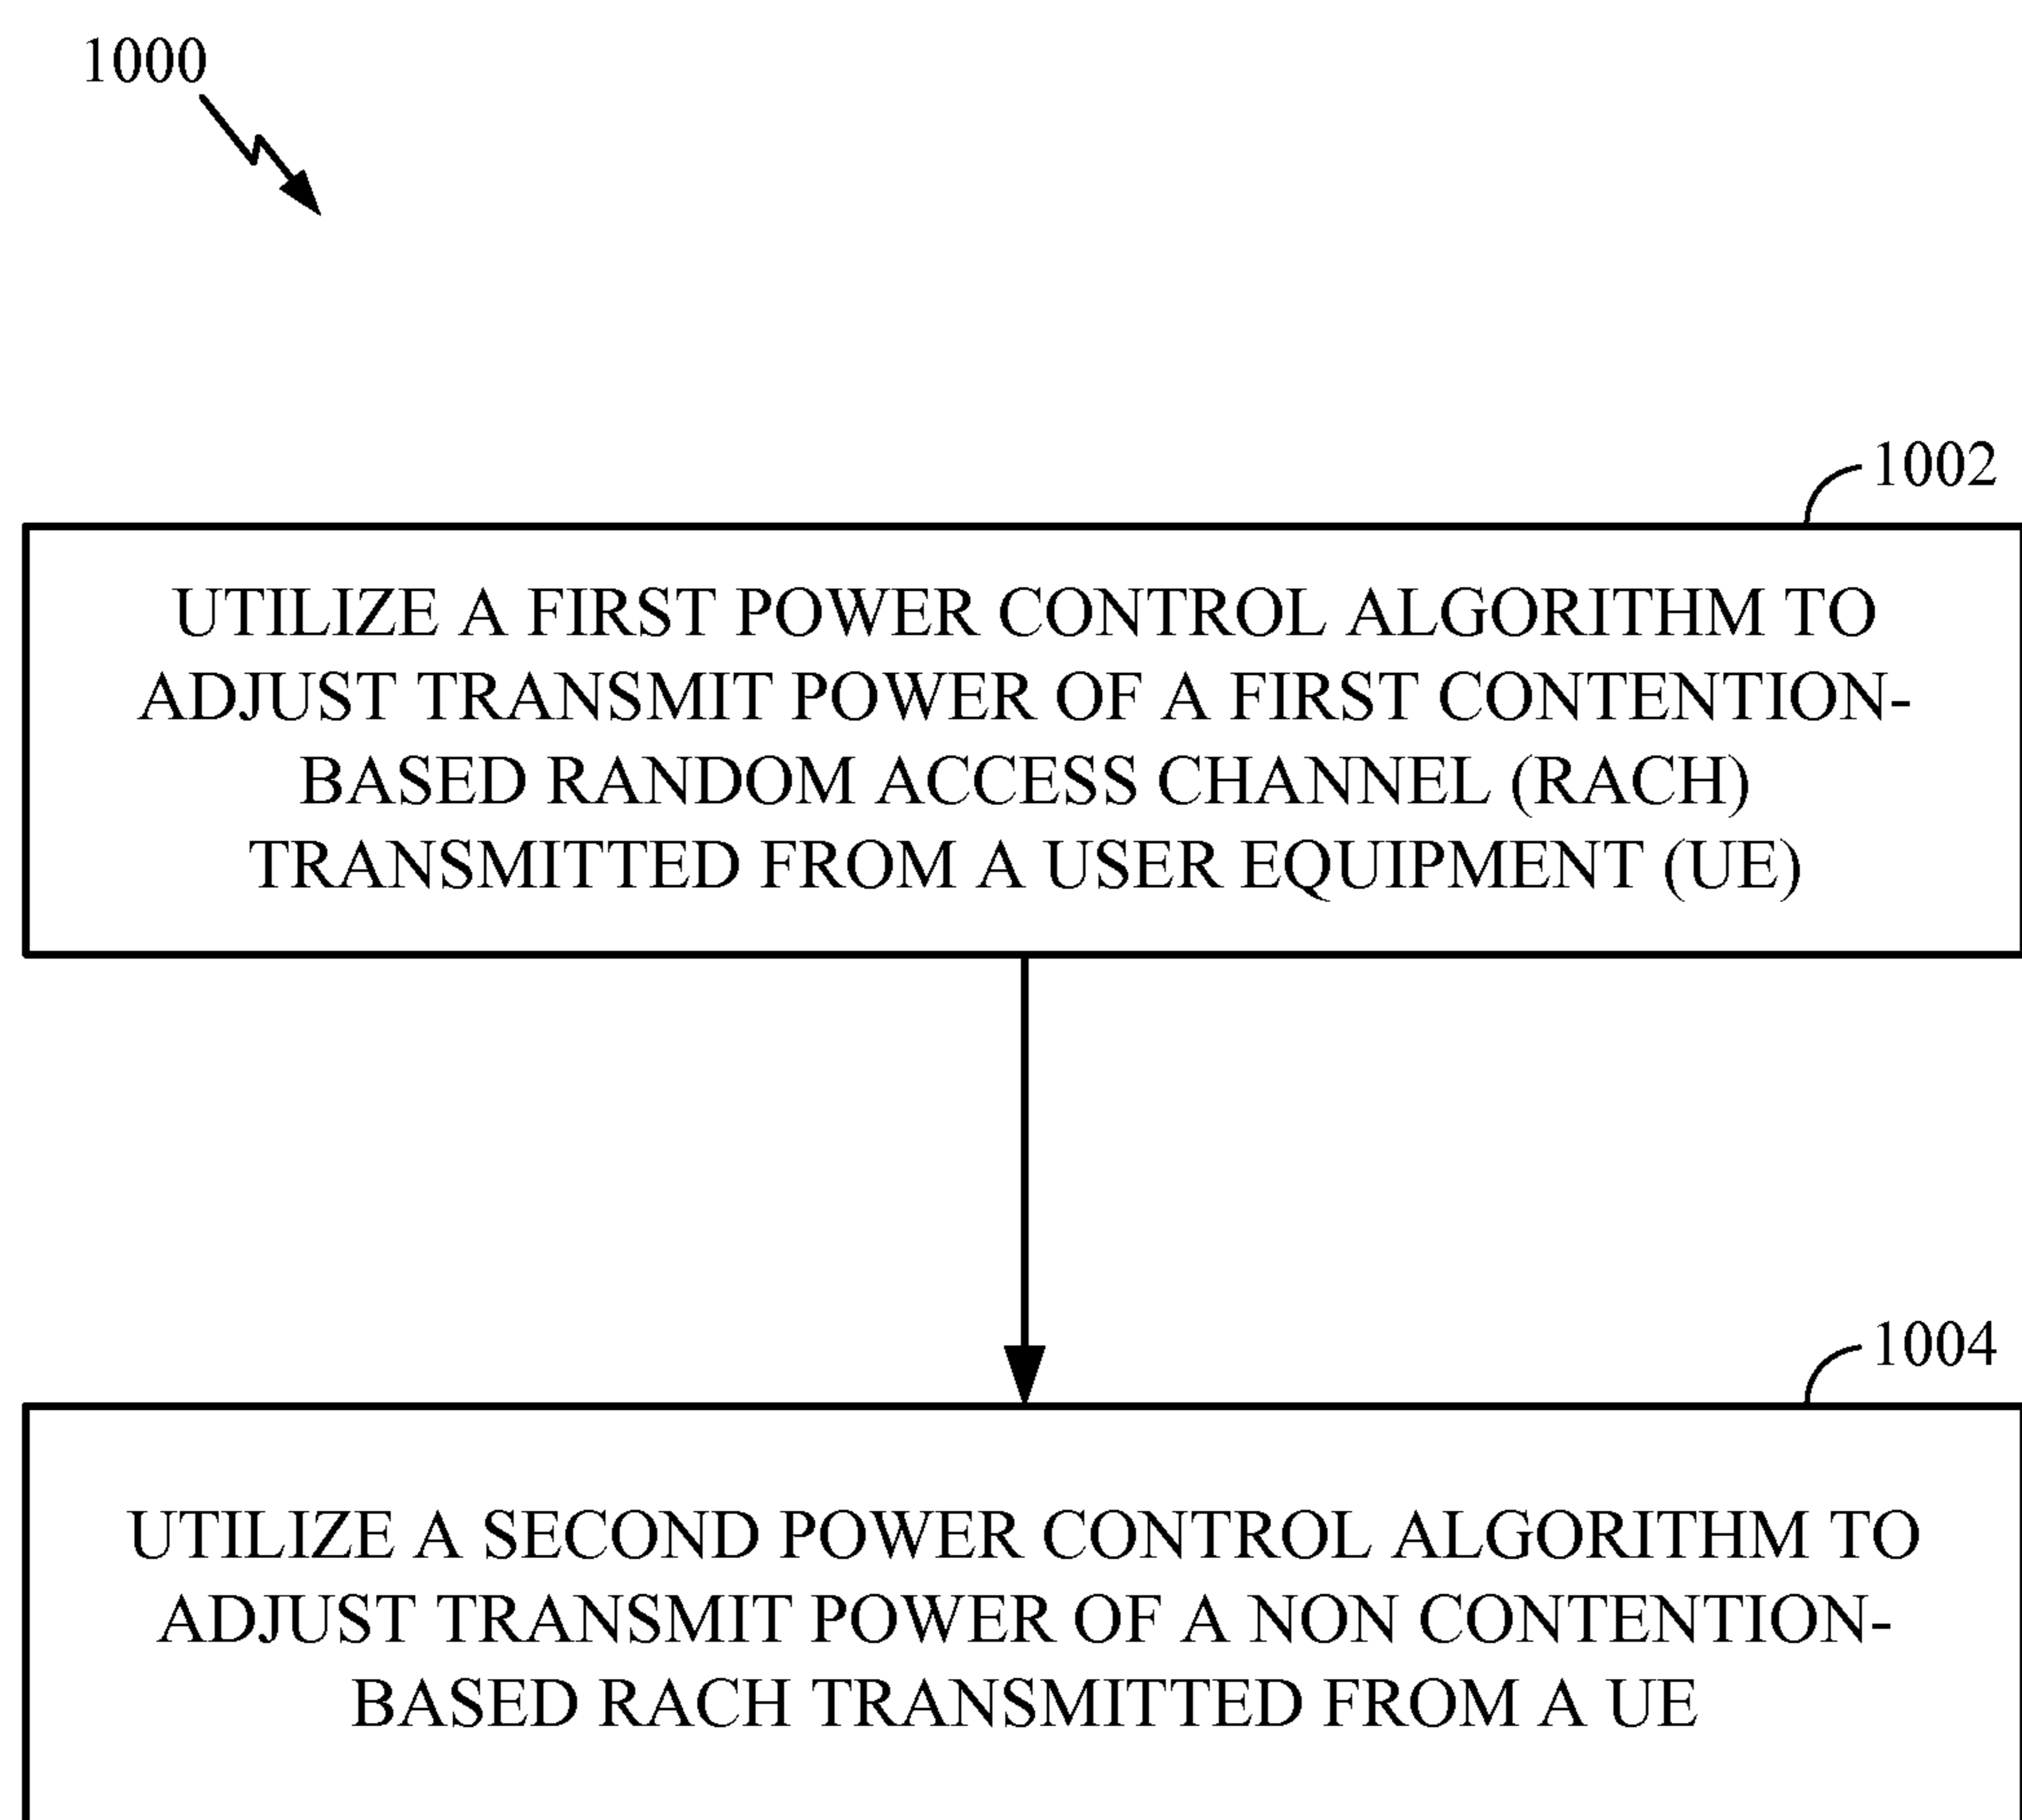 1000
1002
UTILIZE A FIRST POWER CONTROL ALGORITHM TO
ADJUST TRANSMIT POWER OF A FIRST CONTENTION-
BASED RANDOM ACCESS CHANNEL (RACH)
TRANSMITTED FROM A USER EQUIPMENT (UE)
1004
UTILIZE A SECOND POWER CONTROL ALGORITHM TO
ADJUST TRANSMIT POWER OF A NON CONTENTION-
BASED RACH TRANSMITTED FROM A UE